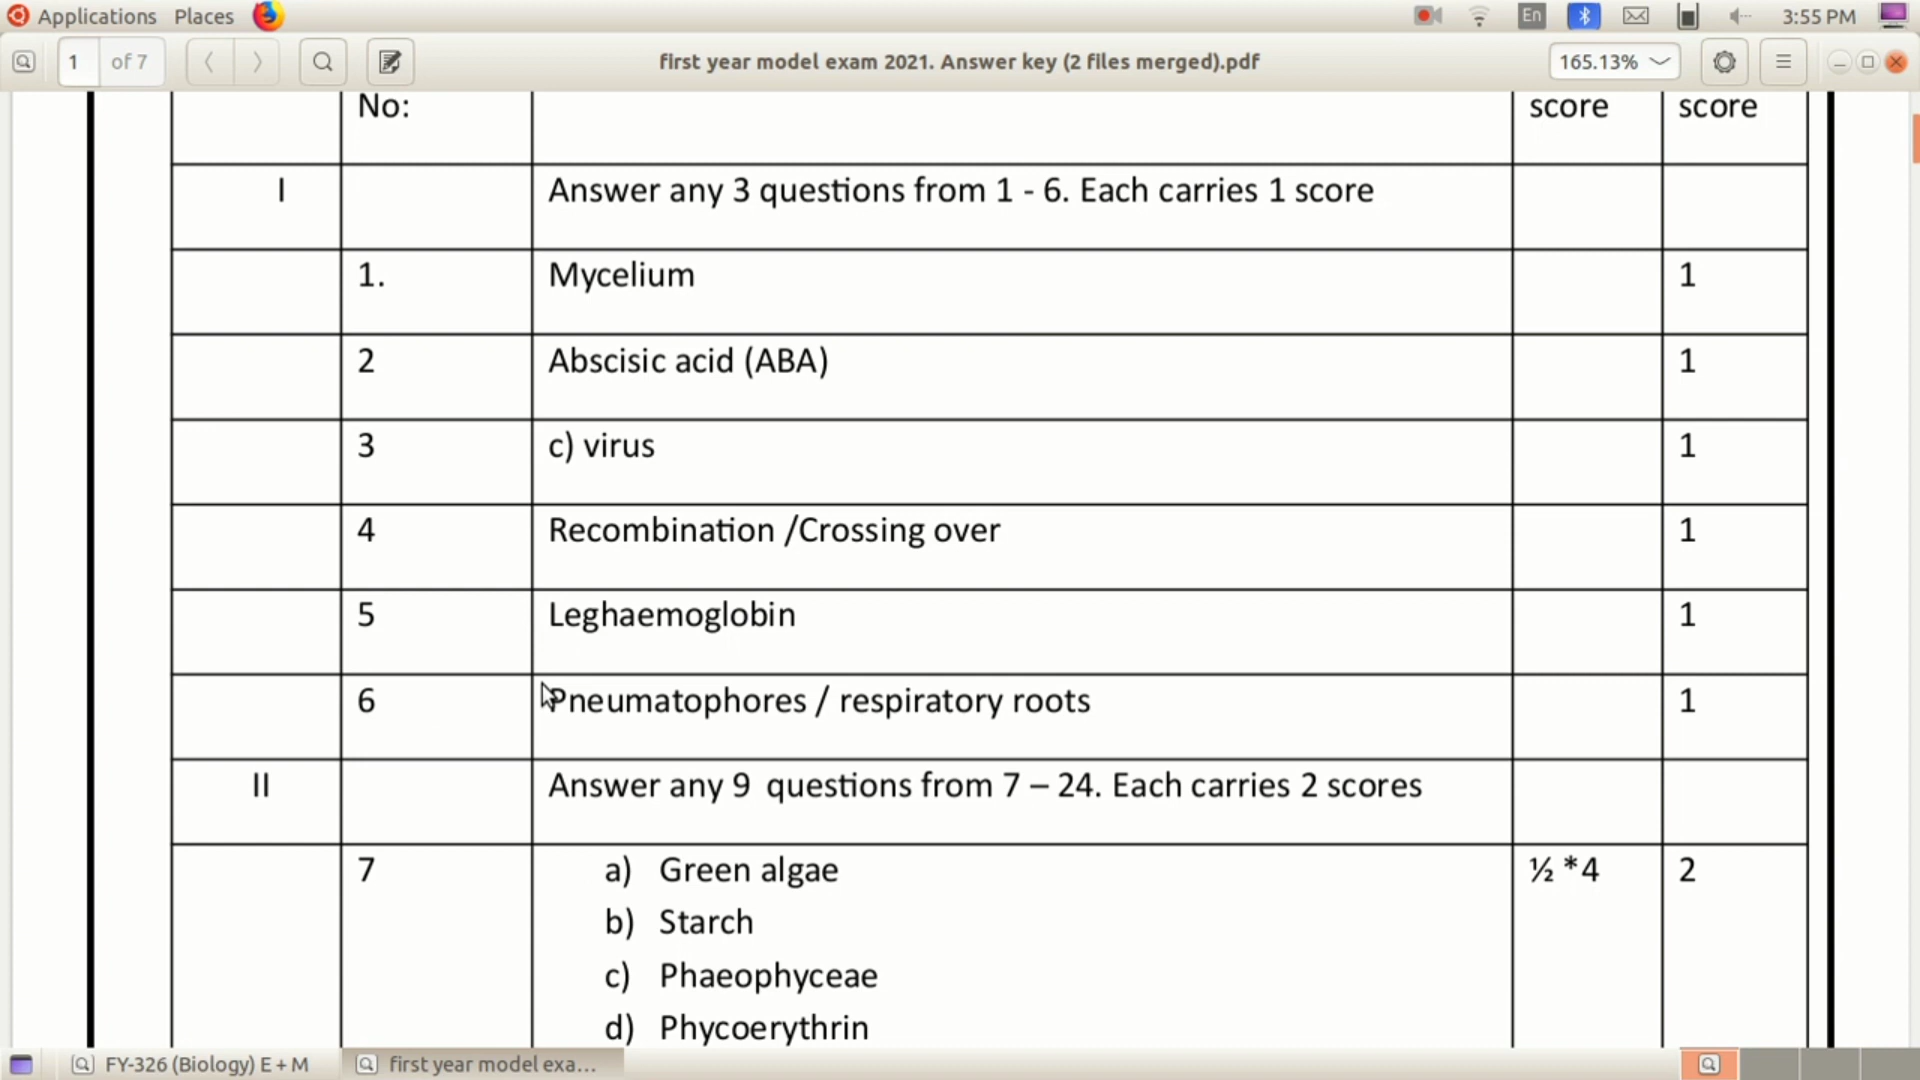 Applications Places En 3:55 PM
1 of 7 first year model exam 2021. Answer key (2 files merged).pdf 165.13%
No: score score
I Answer any 3 questions from 1 - 6. Each carries 1 score
1. Mycelium 1
2 Abscisic acid (ABA) 1
3 c) virus 1
4 Recombination /Crossing over 1
5 Leghaemoglobin 1
6 Pneumatophores / respiratory roots 1
II Answer any 9 questions from 7 – 24. Each carries 2 scores
7 a) Green algae ½ *4 2
b) Starch
c) Phaeophyceae
d) Phycoerythrin
FY-326 (Biology) E + M first year model exa...